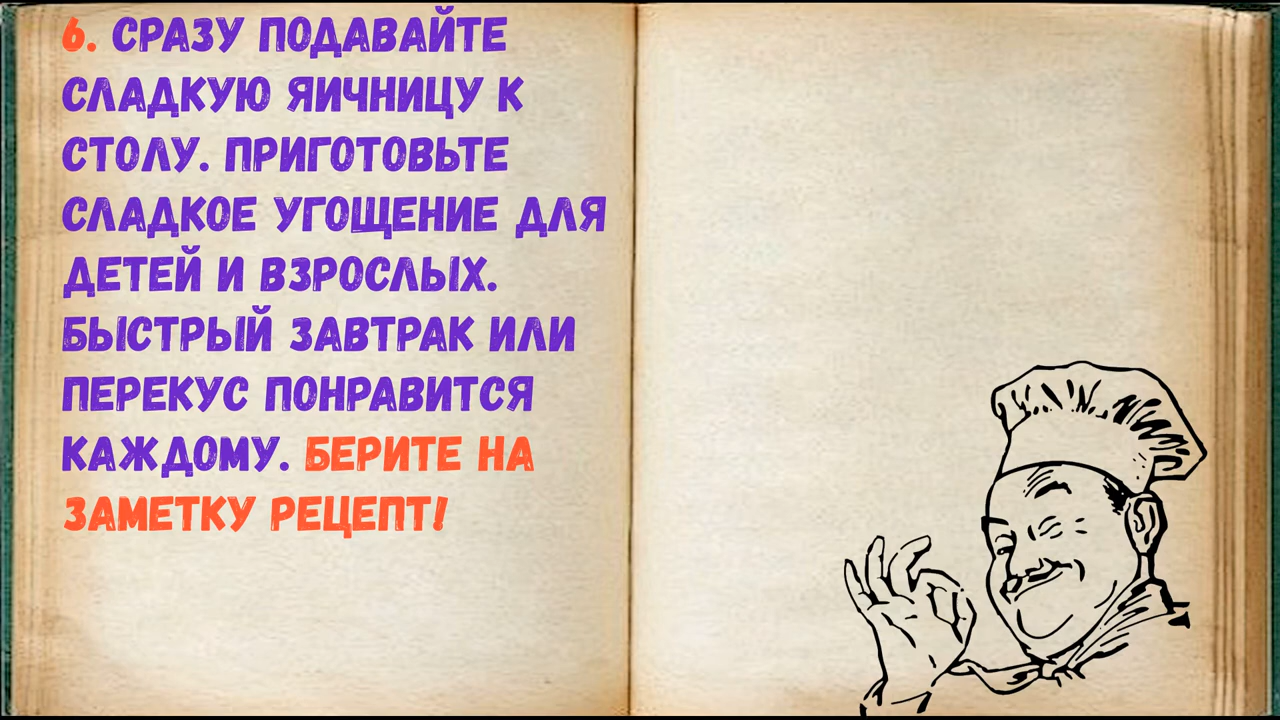 6. СРАЗУ ПОДАВАЙТЕ
СЛАДКУЮ ЯИЧНИЦУ К
СТОЛУ. ПРИГОТОВЬТЕ
СЛАДКОЕ УГОЩЕНИЕ ДЛЯ
ДЕТЕЙ И ВЗРОСЛЫХ.
БЫСТРЫЙ ЗАВТРАК ИЛИ
ПЕРЕКУС ПОНРАВИТСЯ
КАЖДОМУ. БЕРИТЕ НА
ЗАМЕТКУ РЕЦЕПТ!